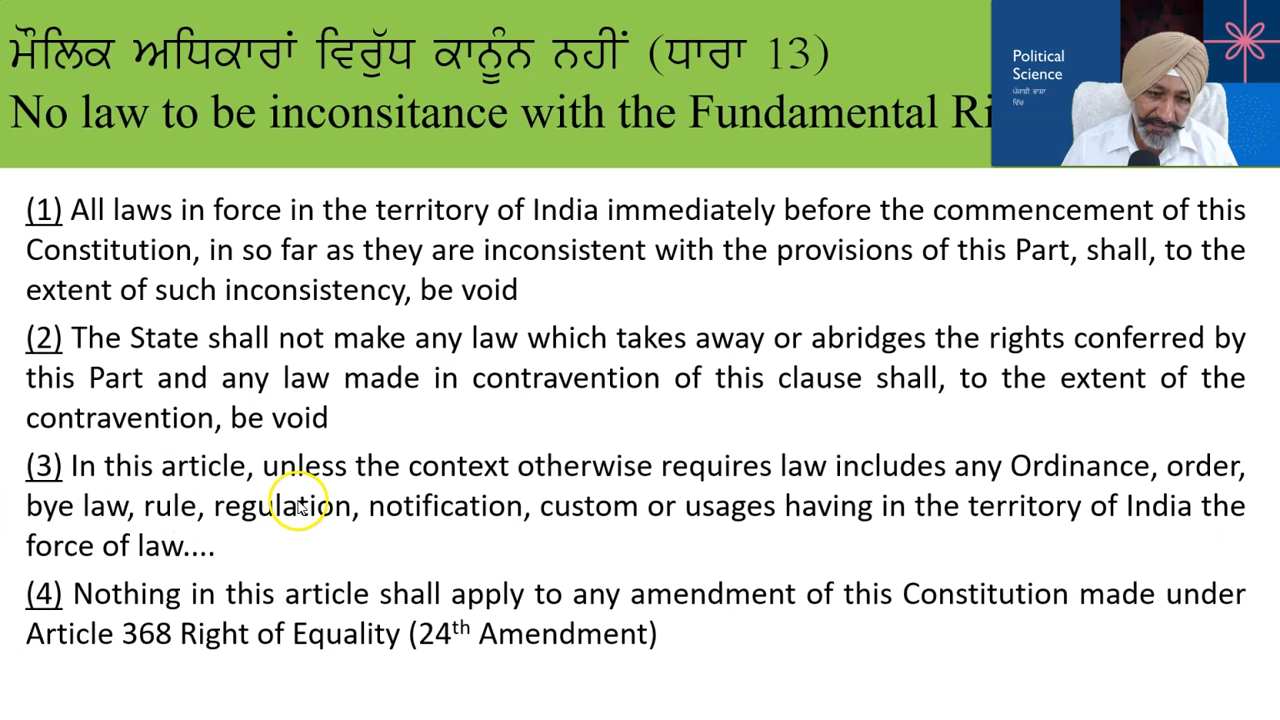 ਮੌਲਿਕ ਅਧਿਕਾਰਾਂ ਵਿਰੁੱਧ ਕਾਨੂੰਨ ਨਹੀਂ (ਧਾਰਾ 13)
No law to be inconsitance with the Fundamental Ri
Political
Science
ਪੰਜਾਬੀ ਭਾਸ਼ਾ
ਵਿੱਚ
(1) All laws in force in the territory of India immediately before the commencement of this
Constitution, in so far as they are inconsistent with the provisions of this Part, shall, to the
extent of such inconsistency, be void
(2) The State shall not make any law which takes away or abridges the rights conferred by
this Part and any law made in contravention of this clause shall, to the extent of the
contravention, be void
(3) In this article, unless the context otherwise requires law includes any Ordinance, order,
bye law, rule, regulation, notification, custom or usages having in the territory of India the
force of law....
(4) Nothing in this article shall apply to any amendment of this Constitution made under
Article 368 Right of Equality (24th Amendment)